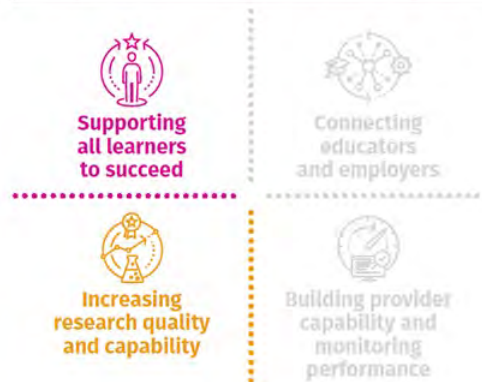 Supporting
all learners
to succeed
Connecting
educators
and employers
Increasing
research quality
and capability
Building provider
capability and
monitoring
performance